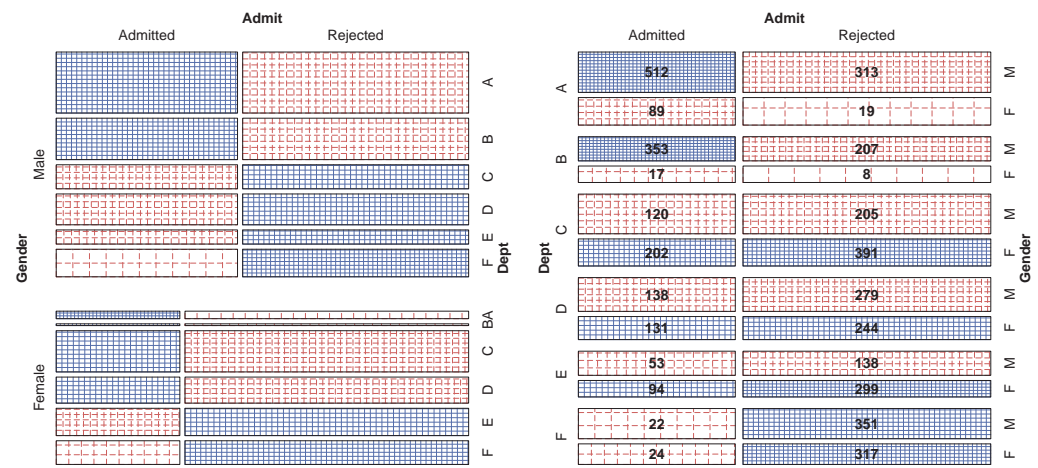 Admit
Admitted Rejected
Gender
Male
Female
A
B
C
D
E
F
BA
C
D
E
F
Dept
Admit
Admitted Rejected
Dept
A
512 313 M
89 19 F
B
353 207 M
17 8 F
C
120 205 M
202 391 F
D
138 279 M
131 244 F
E
53 138 M
94 299 F
F
22 351 M
24 317 F
Gender